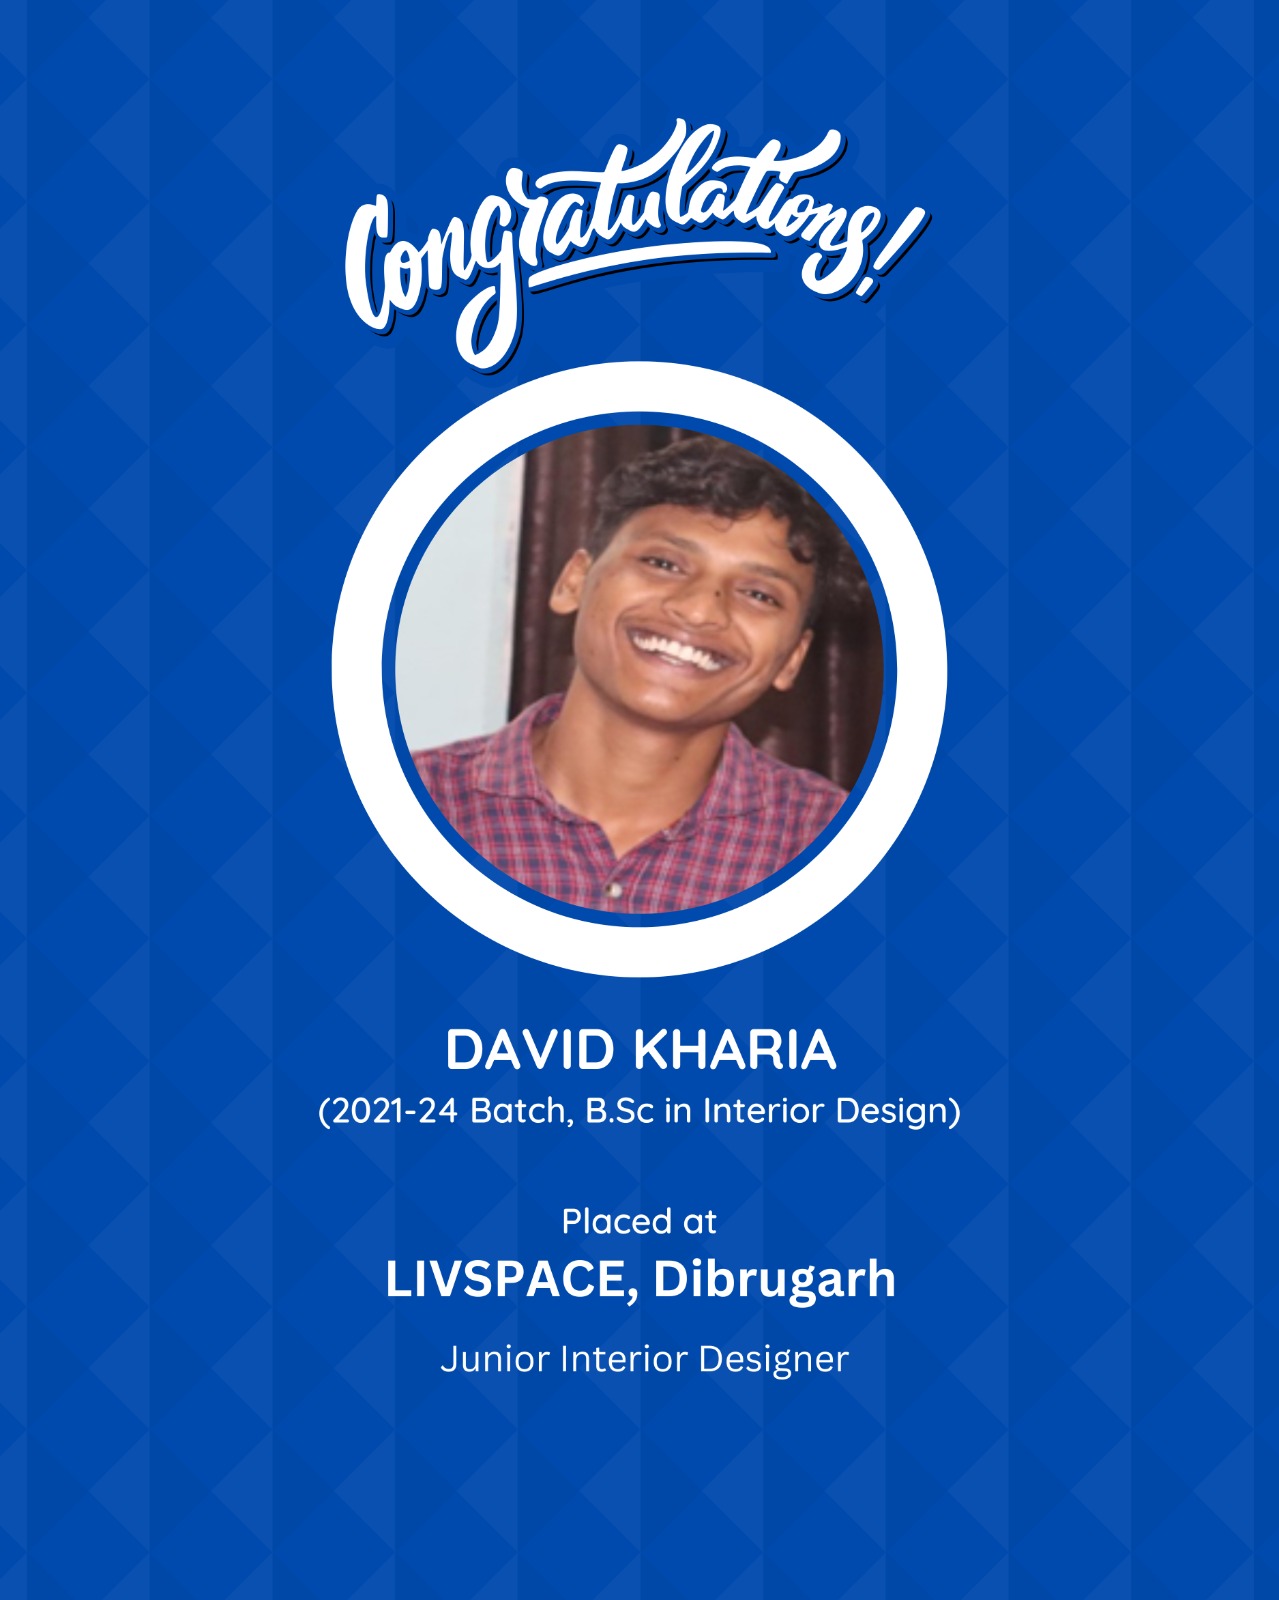 Congratulations!
DAVID KHARIA
(2021-24 Batch, B.Sc in Interior Design)
Placed at
LIVSPACE, Dibrugarh
Junior Interior Designer